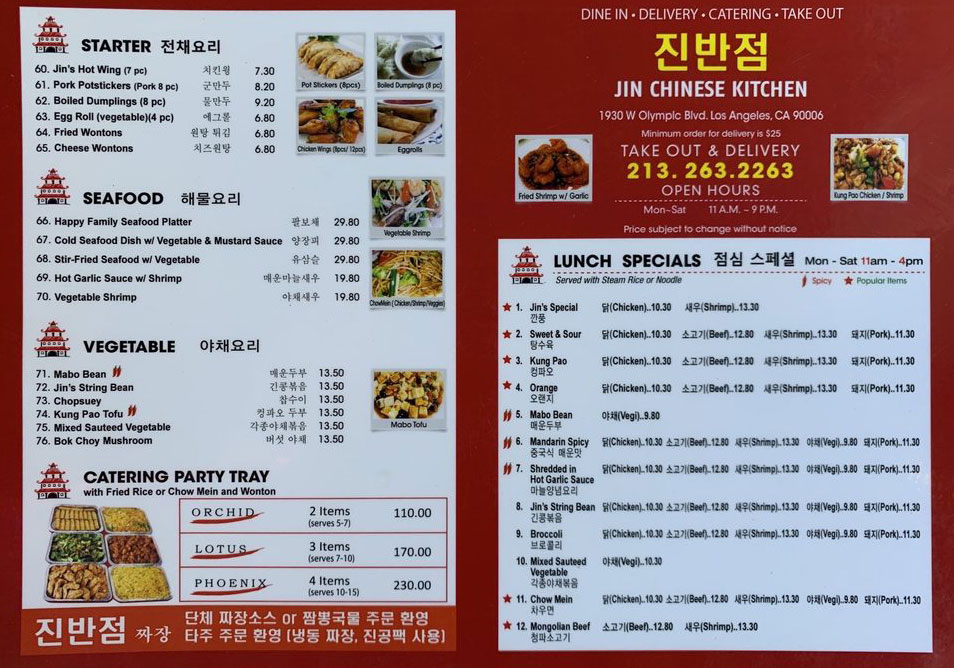 STARTER 전채요리
60. Jin's Hot Wing (7 pc) 치킨윙 7.30
61. Pork Potstickers (Pork 8 pc) 군만두 8.20
62. Boiled Dumplings (8 pc) 물만두 9.20
63. Egg Roll (vegetable)(4 pc) 에그롤 6.80
64. Fried Wontons 원탕 튀김 6.80
65. Cheese Wontons 치즈원탕 6.80
Pot Stickers (8pcs) Boiled Dumplings (8 pc)
Chicken Wings (6pcs/ 12pcs) Eggrolls
SEAFOOD 해물요리
66. Happy Family Seafood Platter 팔보채 29.80
67. Cold Seafood Dish w/ Vegetable & Mustard Sauce 양장피 29.80
68. Stir-Fried Seafood w/ Vegetable 유삼슬 29.80
69. Hot Garlic Sauce w/ Shrimp 매운마늘새우 19.80
70. Vegetable Shrimp 야채새우 19.80
Vegetable Shrimp
ChowMein ( Chicken/Shrimp/Veggies)
VEGETABLE 야채요리
71. Mabo Bean 매운두부 13.50
72. Jin's String Bean 긴콩볶음 13.50
73. Chopsuey 잡수이 13.50
74. Kung Pao Tofu 컹파오 두부 13.50
75. Mixed Sauteed Vegetable 각종야채볶음 13.50
76. Bok Choy Mushroom 버섯 야채 13.50
Mabo Tofu
CATERING PARTY TRAY
with Fried Rice or Chow Mein and Wonton
ORCHID 2 Items (serves 5-7) 110.00
LOTUS 3 Items (serves 7-10) 170.00
PHOENIX 4 Items (serves 10-15) 230.00
진반점 짜장
단체 짜장소스 or 짬뽕국물 주문 환영
타주 주문 환영 (냉동 짜장, 진공팩 사용)
DINE IN • DELIVERY • CATERING • TAKE OUT
진반점
JIN CHINESE KITCHEN
1930 W Olympic Blvd. Los Angeles, CA 90006
Minimum order for delivery is $25
TAKE OUT & DELIVERY
213. 263.2263
OPEN HOURS
Mon~Sat 11 A.M. – 9 P.M.
Price subject to change without notice
Fried Shrimp w/ Garlic
Kung Pao Chicken / Shrimp
LUNCH SPECIALS 점심 스페셜 Mon - Sat 11am - 4pm
Served with Steam Rice or Noodle Spicy Popular Items
1. Jin's Special 닭(Chicken)..10.30 새우(Shrimp)..13.30
깐풍
2. Sweet & Sour 닭(Chicken)..10.30 소고기(Beef)..12.80 새우(Shrimp)..13.30 돼지(Pork)..11.30
탕수육
3. Kung Pao 닭(Chicken)..10.30 소고기(Beef)..12.80 새우(Shrimp)..13.30 돼지(Pork)..11.30
컹파오
4. Orange 닭(Chicken)..10.30 소고기(Beef)..12.80 새우(Shrimp)..13.30 돼지(Pork)..11.30
오랜지
5. Mabo Bean 야채(Vegi)..9.80
매운두부
6. Mandarin Spicy 닭(Chicken)..10.30 소고기(Beef)..12.80 새우(Shrimp)..13.30 야채(Vegi)..9.80 돼지(Pork)..11.30
중국식 매운맛
7. Shredded in 닭(Chicken)..10.30 소고기(Beef)..12.80 새우(Shrimp)..13.30 야채(Vegi)..9.80 돼지(Pork)..11.30
Hot Garlic Sauce
마늘양념요리
8. Jin's String Bean 닭(Chicken)..10.30 소고기(Beef)..12.80 새우(Shrimp)..13.30 야채(Vegi)..9.80 돼지(Pork)..11.30
긴콩볶음
9. Broccoli 닭(Chicken)..10.30 소고기(Beef)..12.80 새우(Shrimp)..13.30 야채(Vegi)..9.80 돼지(Pork)..11.30
브로콜리
10. Mixed Sauteed 야채(Vegi)..10.30
Vegetable
각종야채볶음
11. Chow Mein 닭(Chicken)..10.30 소고기(Beef)..12.80 새우(Shrimp)..13.30 야채(Vegi)..9.80 돼지(Pork)..11.30
차우면
12. Mongolian Beef 소고기(Beef)..12.80 새우(Shrimp)..13.30
청파소고기